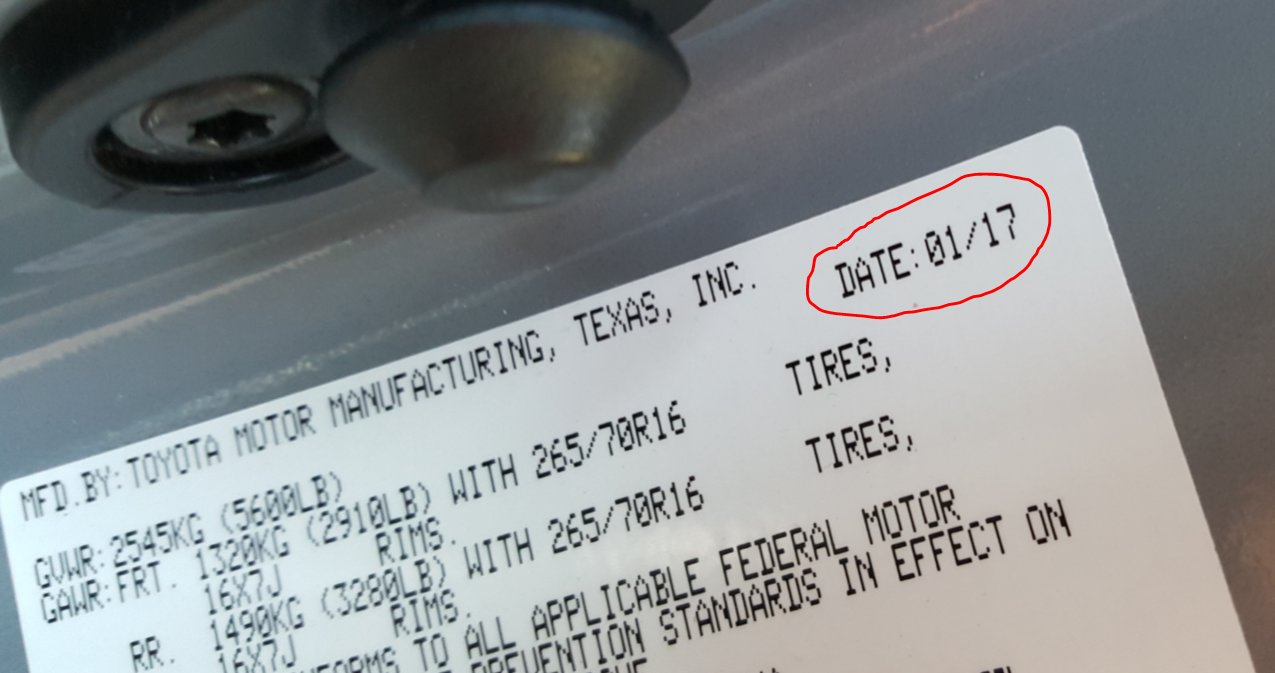 MFD.BY:TOYOTA MOTOR MANUFACTURING, TEXAS, INC. DATE:01/17
GVWR:2545KG (5600LB)
GAWR:FRT. 1320KG (2910LB) WITH 265/70R16 TIRES,
16X7J RIMS.
RR. 1490KG (3280LB) WITH 265/70R16 TIRES,
16X7J RIMS.
TO ALL APPLICABLE FEDERAL MOTOR
PREVENTION STANDARDS IN EFFECT ON